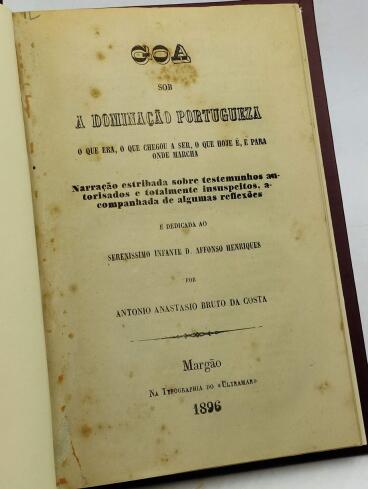 GOA
SOB
A DOMINAÇÃO PORTUGUEZA
O QUE ERA, O QUE CHEGOU A SER, O QUE HOJE É, E PARA
ONDE MARCHA
Narração estribada sobre testemunhos au-
torisados e totalmente insuspeitos, a-
companhada de algumas reflexões
E DEDICADA AO
SERENISSIMO INFANTE D. AFFONSO HENRIQUES
POR
ANTONIO ANASTASIO BRUTO DA COSTA
Margão
NA TYPOGRAPHIA DO «ULTRAMAR»
1896